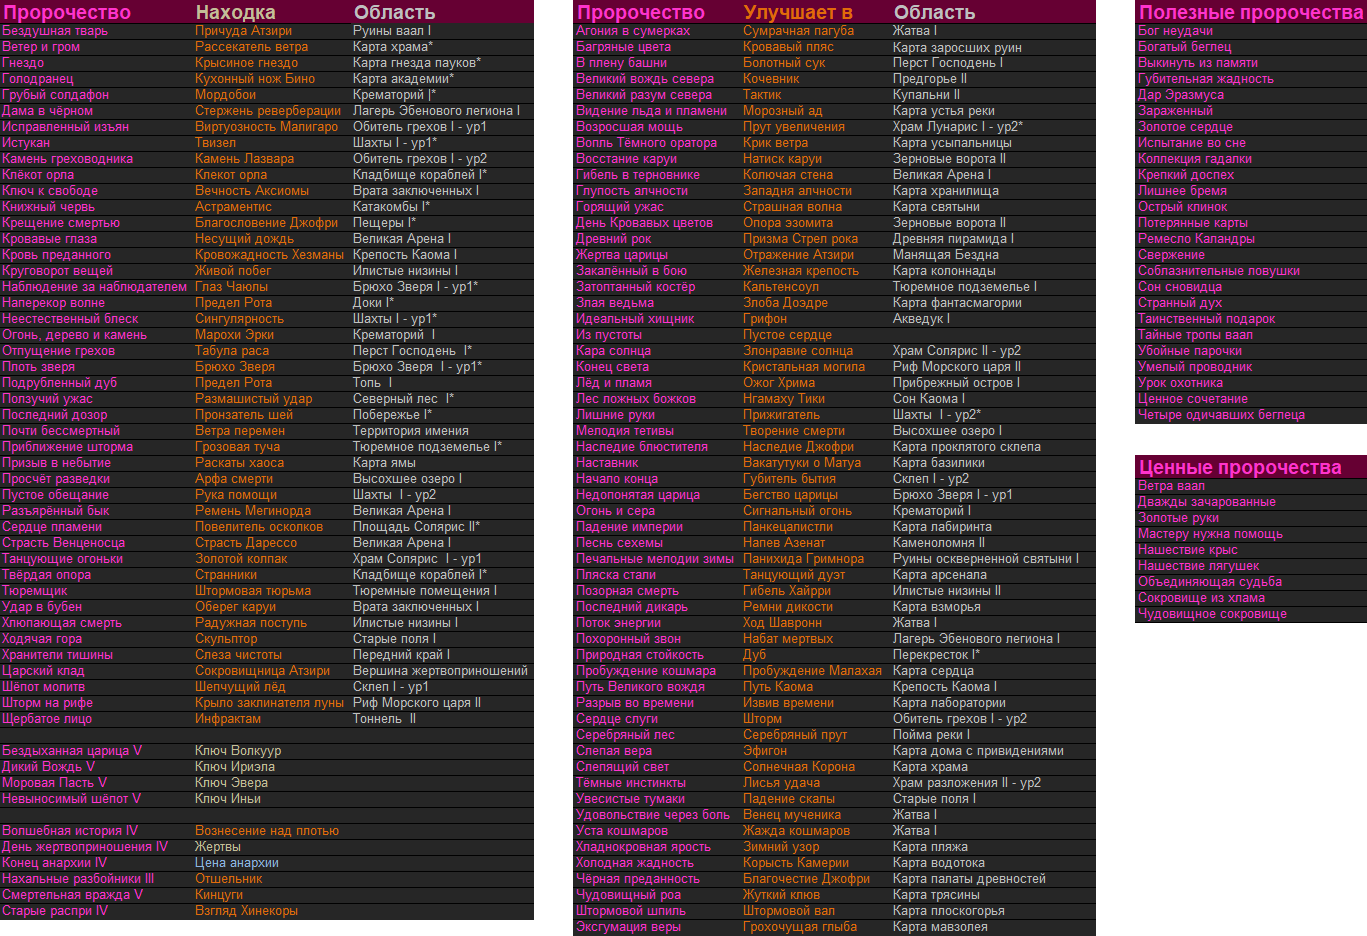 Пророчество Находка Область
Бездушная тварь Причуда Атзири Руины ваал I
Ветер и гром Рассекатель ветра Карта храма*
Гнездо Крысиное гнездо Карта гнезда пауков*
Голодранец Кухонный нож Бино Карта академии*
Грубый солдафон Мордобои Крематорий |*
Дама в чёрном Стержень реверберации Лагерь Эбенового легиона I
Исправленный изъян Виртуозность Малигаро Обитель грехов I - ур1
Истукан Твизел Шахты I - ур1*
Камень греховодника Камень Лазвара Обитель грехов I - ур2
Клёкот орла Клекот орла Кладбище кораблей I*
Ключ к свободе Вечность Аксиомы Врата заключенных I
Книжный червь Астраментис Катакомбы I*
Крещение смертью Благословение Джофри Пещеры I*
Кровавые глаза Несущий дождь Великая Арена I
Кровь преданного Кровожадность Хезманы Крепость Каома I
Круговорот вещей Живой побег Илистые низины I
Наблюдение за наблюдателем Глаз Чаюлы Брюхо Зверя I - ур1*
Наперекор волне Предел Рота Доки I*
Неестественный блеск Сингулярность Шахты I - ур1*
Огонь, дерево и камень Марохи Эрки Крематорий I
Отпущение грехов Табула раса Перст Господень I*
Плоть зверя Брюхо Зверя Брюхо Зверя I - ур1*
Подрубленный дуб Предел Рота Топь I
Ползучий ужас Размашистый удар Северный лес I*
Последний дозор Пронзатель шей Побережье I*
Почти бессмертный Ветра перемен Территория имения
Приближение шторма Грозовая туча Тюремное подземелье I*
Призыв в небытие Раскаты хаоса Карта ямы
Просчёт разведки Арфа смерти Высохшее озеро I
Пустое обещание Рука помощи Шахты I - ур2
Разъярённый бык Ремень Мегинорда Великая Арена I
Сердце пламени Повелитель осколков Площадь Солярис II*
Страсть Венценосца Страсть Дарессо Великая Арена I
Танцующие огоньки Золотой колпак Храм Солярис I - ур1
Твёрдая опора Странники Кладбище кораблей I*
Тюремщик Штормовая тюрьма Тюремные помещения I
Удар в бубен Оберег каруи Врата заключенных I
Хлюпающая смерть Радужная поступь Илистые низины I
Ходячая гора Скульптор Старые поля I
Хранители тишины Слеза чистоты Передний край I
Царский клад Сокровищница Атзири Вершина жертвоприношений
Шёпот молитв Шепчущий лёд Склеп I - ур1
Шторм на рифе Крыло заклинателя луны Риф Морского царя II
Щербатое лицо Инфрактам Тоннель II
Бездыханная царица V Ключ Волкуур
Дикий Вождь V Ключ Ириэла
Моровая Пасть V Ключ Эвера
Невыносимый шёпот V Ключ Иньи
Волшебная история IV Вознесение над плотью
День жертвоприношения IV Жертвы
Конец анархии IV Цена анархии
Нахальные разбойники III Отшельник
Смертельная вражда V Кинцуги
Старые распри IV Взгляд Хинекоры
Пророчество Улучшает в Область
Агония в сумерках Сумрачная пагуба Жатва I
Багряные цвета Кровавый пляс Карта заросших руин
В плену башни Болотный сук Перст Господень I
Великий вождь севера Кочевник Предгорье II
Великий разум севера Тактик Купальни II
Видение льда и пламени Морозный ад Карта устья реки
Возросшая мощь Прут увеличения Храм Лунарис I - ур2*
Вопль Тёмного оратора Крик ветра Карта усыпальницы
Восстание каруи Натиск каруи Зерновые ворота II
Гибель в терновнике Колючая стена Великая Арена I
Глупость алчности Западня алчности Карта хранилища
Горящий ужас Страшная волна Карта святыни
День Кровавых цветов Опора эзомита Зерновые ворота II
Древний рок Призма Стрел рока Древняя пирамида I
Жертва царицы Отражение Атзири Манящая Бездна
Закалённый в бою Железная крепость Карта колоннады
Затоптанный костёр Кальтенсоул Тюремное подземелье I
Злая ведьма Злоба Доэдре Карта фантасмагории
Идеальный хищник Грифон Акведук I
Из пустоты Пустое сердце
Кара солнца Злонравие солнца Храм Солярис II - ур2
Конец света Кристальная могила Риф Морского царя II
Лёд и пламя Ожог Хрима Прибрежный остров I
Лес ложных божков Нгамаху Тики Сон Каома I
Лишние руки Прижигатель Шахты I - ур2*
Мелодия тетивы Творение смерти Высохшее озеро I
Наследие блюстителя Наследие Джофри Карта проклятого склепа
Наставник Вакатутуки о Матуа Карта базилики
Начало конца Губитель бытия Склеп I - ур2
Недопонятая царица Бегство царицы Брюхо Зверя I - ур1
Огонь и сера Сигнальный огонь Крематорий I
Падение империи Панкецалистли Карта лабиринта
Песнь сехемы Напев Азенат Каменоломня II
Печальные мелодии зимы Панихида Гримнора Руины оскверненной святыни I
Пляска стали Танцующий дуэт Карта арсенала
Позорная смерть Гибель Хайрри Илистые низины II
Последний дикарь Ремни дикости Карта взморья
Поток энергии Ход Шавронн Жатва I
Похоронный звон Набат мертвых Лагерь Эбенового легиона I
Природная стойкость Дуб Перекресток I*
Пробуждение кошмара Пробуждение Малахая Карта сердца
Путь Великого вождя Путь Каома Крепость Каома I
Разрыв во времени Извив времени Карта лаборатории
Сердце слуги Шторм Обитель грехов I - ур2
Серебряный лес Серебряный прут Пойма реки I
Слепая вера Эфигон Карта дома с привидениями
Слепящий свет Солнечная Корона Карта храма
Тёмные инстинкты Лисья удача Храм разложения II - ур2
Увесистые тумаки Падение скалы Старые поля I
Удовольствие через боль Венец мученика Жатва I
Уста кошмаров Жажда кошмаров Жатва I
Хладнокровная ярость Зимний узор Карта пляжа
Холодная жадность Корысть Камерии Карта водотока
Чёрная преданность Благочестие Джофри Карта палаты древностей
Чудовищный роа Жуткий клюв Карта трясины
Штормовой шпиль Штормовой вал Карта плоскогорья
Эксгумация веры Грохочущая глыба Карта мавзолея
Полезные пророчества
Бог неудачи
Богатый беглец
Выкинуть из памяти
Губительная жадность
Дар Эразмуса
Зараженный
Золотое сердце
Испытание во сне
Коллекция гадалки
Крепкий доспех
Лишнее бремя
Острый клинок
Потерянные карты
Ремесло Каландры
Свержение
Соблазнительные ловушки
Сон сновидца
Странный дух
Таинственный подарок
Тайные тропы ваал
Убойные парочки
Умелый проводник
Урок охотника
Ценное сочетание
Четыре одичавших беглеца
Ценные пророчества
Ветра ваал
Дважды зачарованные
Золотые руки
Мастеру нужна помощь
Нашествие крыс
Нашествие лягушек
Объединяющая судьба
Сокровище из хлама
Чудовищное сокровище